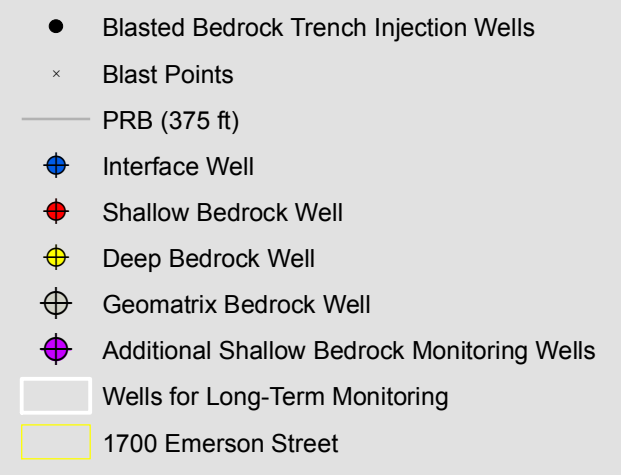 Blasted Bedrock Trench Injection Wells
Blast Points
PRB (375 ft)
Interface Well
Shallow Bedrock Well
Deep Bedrock Well
Geomatrix Bedrock Well
Additional Shallow Bedrock Monitoring Wells
Wells for Long-Term Monitoring
1700 Emerson Street